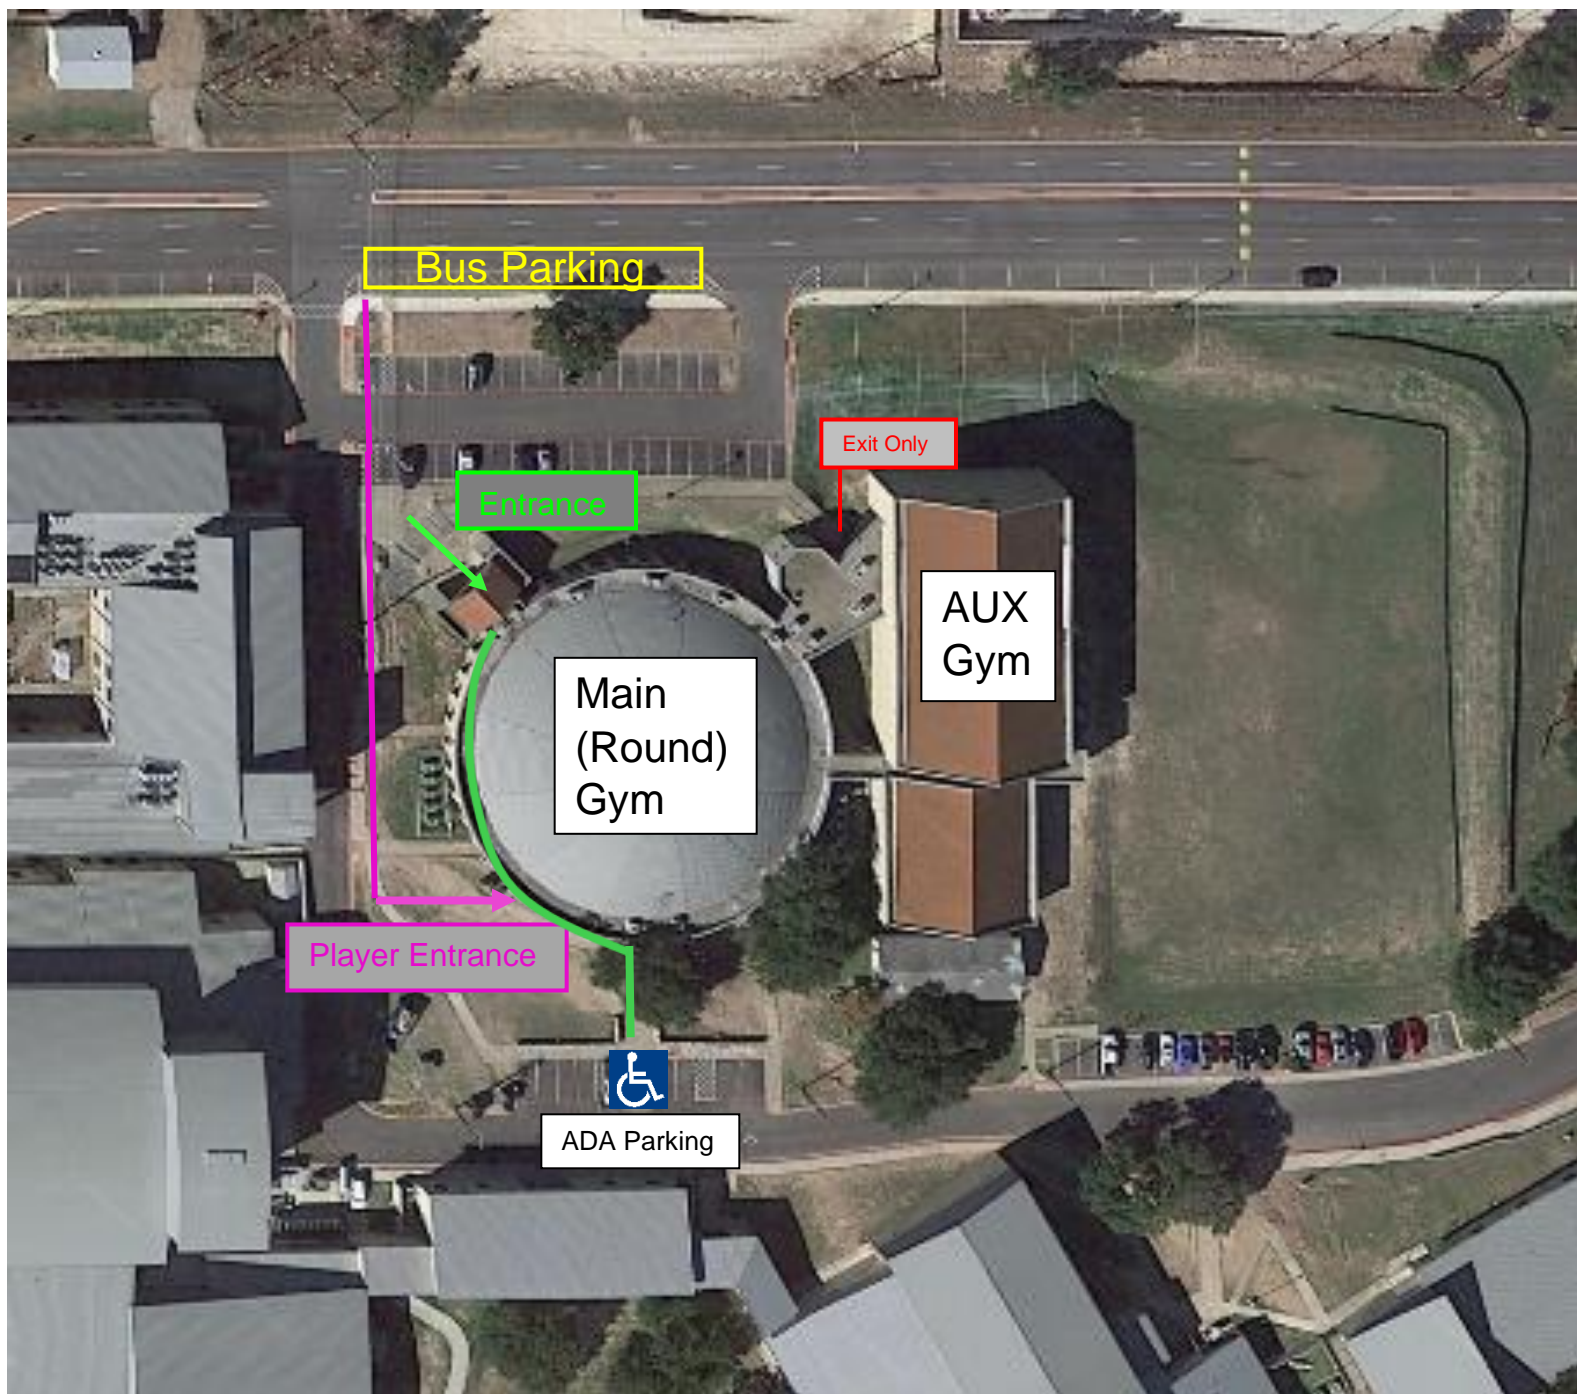 Bus Parking
Exit Only
Entrance
AUX
Gym
Main
(Round)
Gym
Player Entrance
ADA Parking